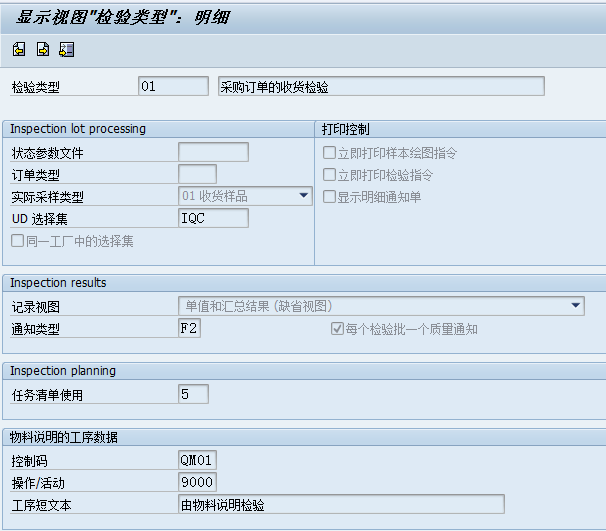 显示视图"检验类型"：明细
检验类型 01 采购订单的收货检验
Inspection lot processing
状态参数文件
订单类型
实际采样类型 01 收货样品
UD 选择集 IQC
同一工厂中的选择集
打印控制
立即打印样本绘图指令
立即打印检验指令
显示明细通知单
Inspection results
记录视图 单值和汇总结果 (缺省视图)
通知类型 F2 每个检验批一个质量通知
Inspection planning
任务清单使用 5
物料说明的工序数据
控制码 QM01
操作/活动 9000
工序短文本 由物料说明检验